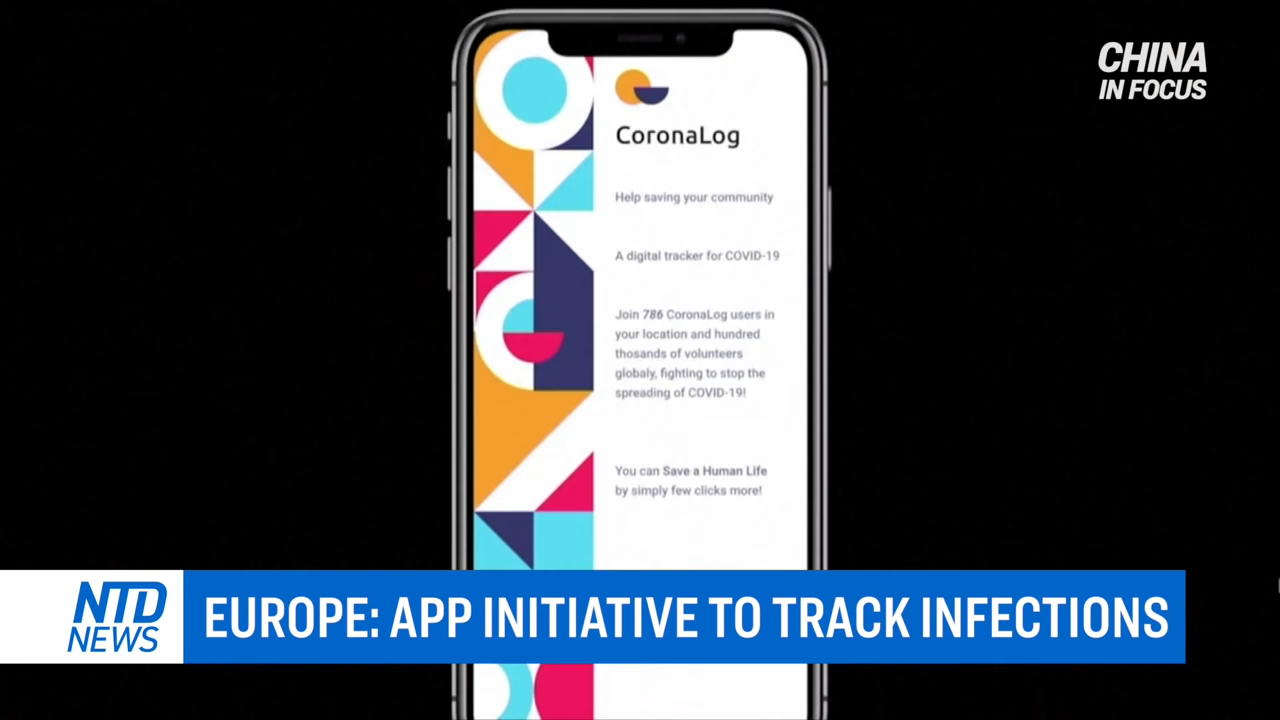 CHINA
IN FOCUS
CoronaLog
Help saving your community
A digital tracker for COVID-19
Join 786 CoronaLog users in
your location and hundred
thosands of volunteers
globaly, fighting to stop the
spreading of COVID-19!
You can Save a Human Life
by simply few clicks more!
NTD
NEWS
EUROPE: APP INITIATIVE TO TRACK INFECTIONS